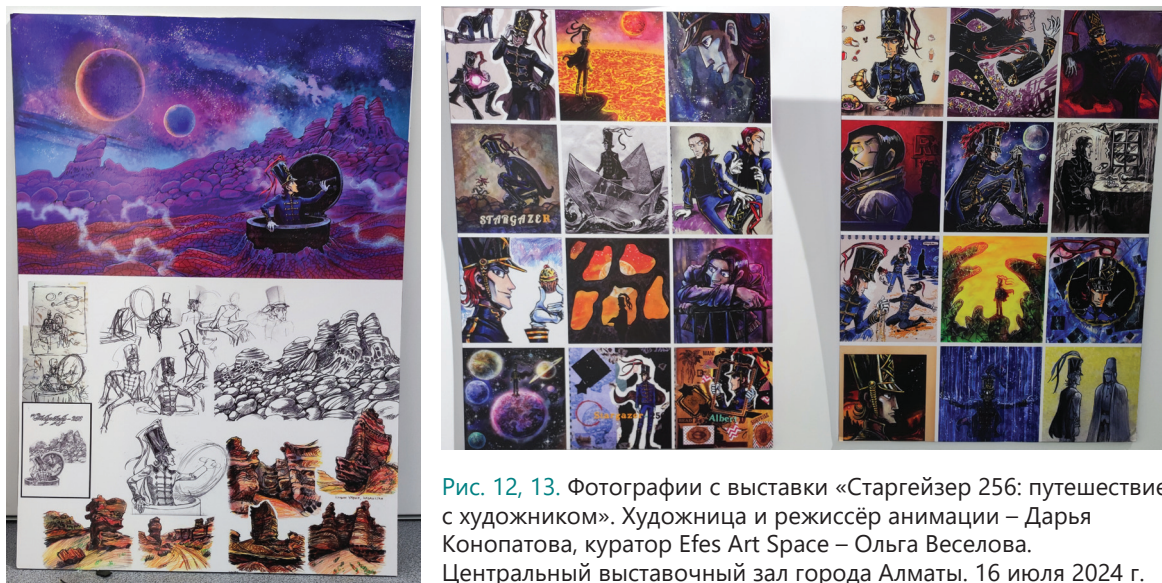 STARGAZER
Stargazer
Albert
Рис. 12, 13. Фотографии с выставки «Старгейзер 256: путешествие
с художником». Художница и режиссёр анимации – Дарья
Конопатова, куратор Efes Art Space – Ольга Веселова.
Центральный выставочный зал города Алматы. 16 июля 2024 г.